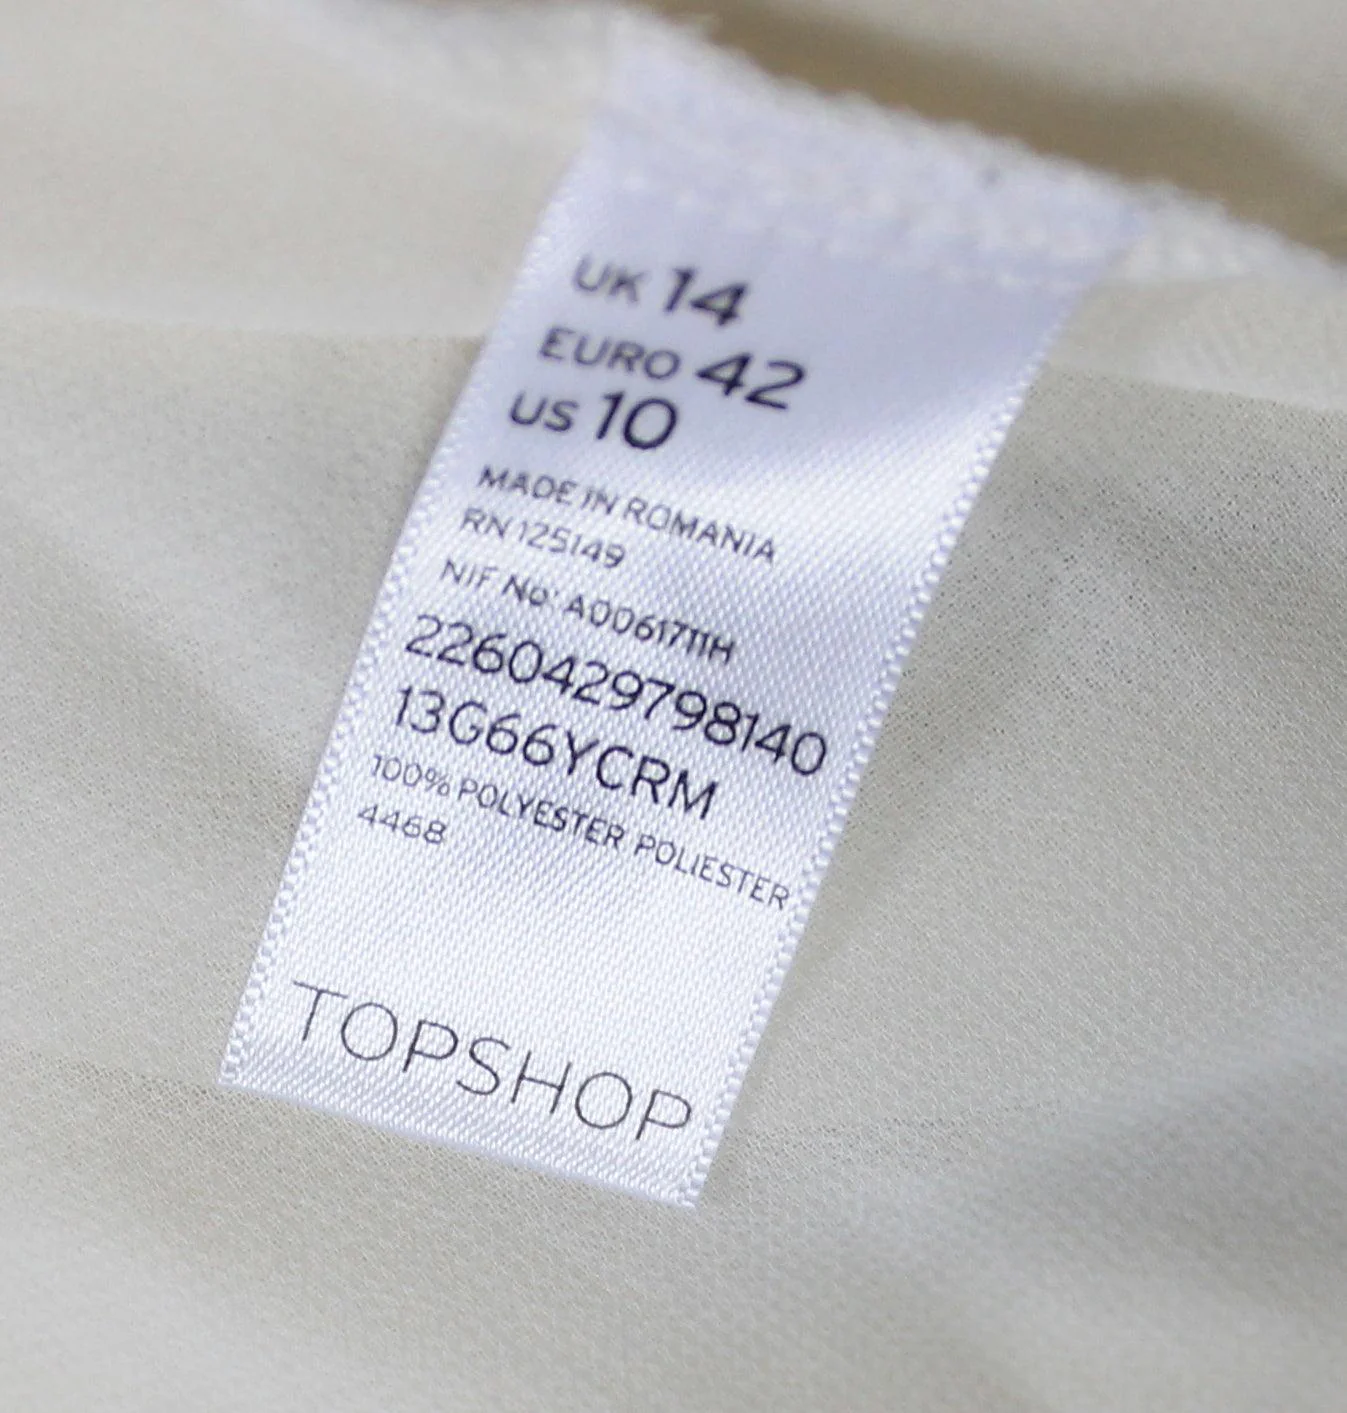 UK 14
EURO 42
US 10
MADE IN ROMANIA
RN 125149
NIF No: A0061711H
2260429798140
13G66YCRM
100% POLYESTER POLIESTER
4468
TOPSHOP